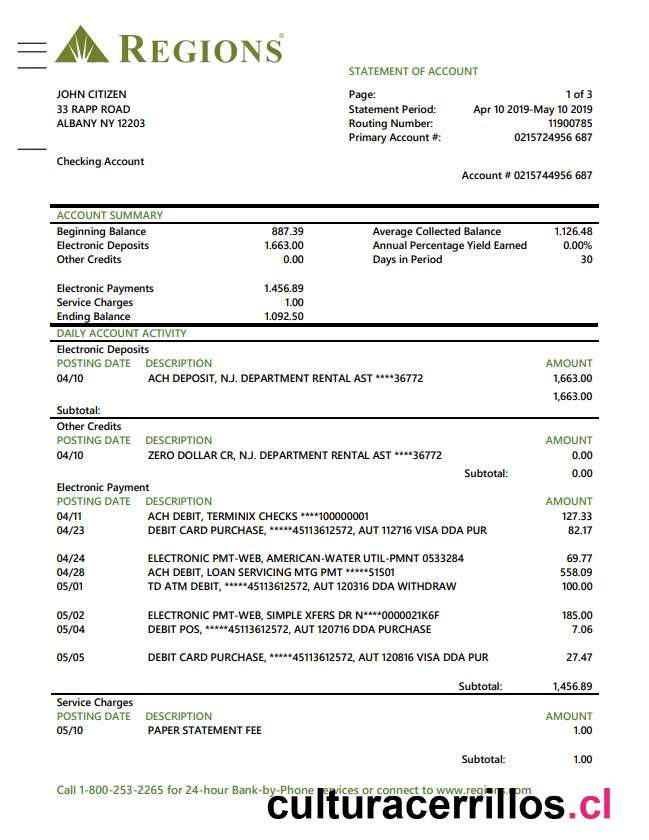 REGIONS®
STATEMENT OF ACCOUNT
JOHN CITIZEN
33 RAPP ROAD
ALBANY NY 12203
Page: 1 of 3
Statement Period: Apr 10 2019-May 10 2019
Routing Number: 11900785
Primary Account #: 0215724956 687
Checking Account
Account # 0215744956 687
ACCOUNT SUMMARY
Beginning Balance 887.39 Average Collected Balance 1.126.48
Electronic Deposits 1.663.00 Annual Percentage Yield Earned 0.00%
Other Credits 0.00 Days in Period 30
Electronic Payments 1.456.89
Service Charges 1.00
Ending Balance 1.092.50
DAILY ACCOUNT ACTIVITY
Electronic Deposits
POSTING DATE DESCRIPTION AMOUNT
04/10 ACH DEPOSIT, N.J. DEPARTMENT RENTAL AST ****36772 1,663.00
1,663.00
Subtotal:
Other Credits
POSTING DATE DESCRIPTION AMOUNT
04/10 ZERO DOLLAR CR, N.J. DEPARTMENT RENTAL AST ****36772 0.00
Subtotal: 0.00
Electronic Payment
POSTING DATE DESCRIPTION AMOUNT
04/11 ACH DEBIT, TERMINIX CHECKS ****100000001 127.33
04/23 DEBIT CARD PURCHASE, *****45113612572, AUT 112716 VISA DDA PUR 82.17
04/24 ELECTRONIC PMT-WEB, AMERICAN-WATER UTIL-PMNT 0533284 69.77
04/28 ACH DEBIT, LOAN SERVICING MTG PMT *****51501 558.09
05/01 TD ATM DEBIT, *****45113612572, AUT 120316 DDA WITHDRAW 100.00
05/02 ELECTRONIC PMT-WEB, SIMPLE XFERS DR N****0000021K6F 185.00
05/04 DEBIT POS, *****45113612572, AUT 120716 DDA PURCHASE 7.06
05/05 DEBIT CARD PURCHASE, *****45113612572, AUT 120816 VISA DDA PUR 27.47
Subtotal: 1,456.89
Service Charges
POSTING DATE DESCRIPTION AMOUNT
05/10 PAPER STATEMENT FEE 1.00
Subtotal: 1.00
Call 1-800-253-2265 for 24-hour Bank-by-Phone services or connect to www.regions.com
culturacerrillos.cl